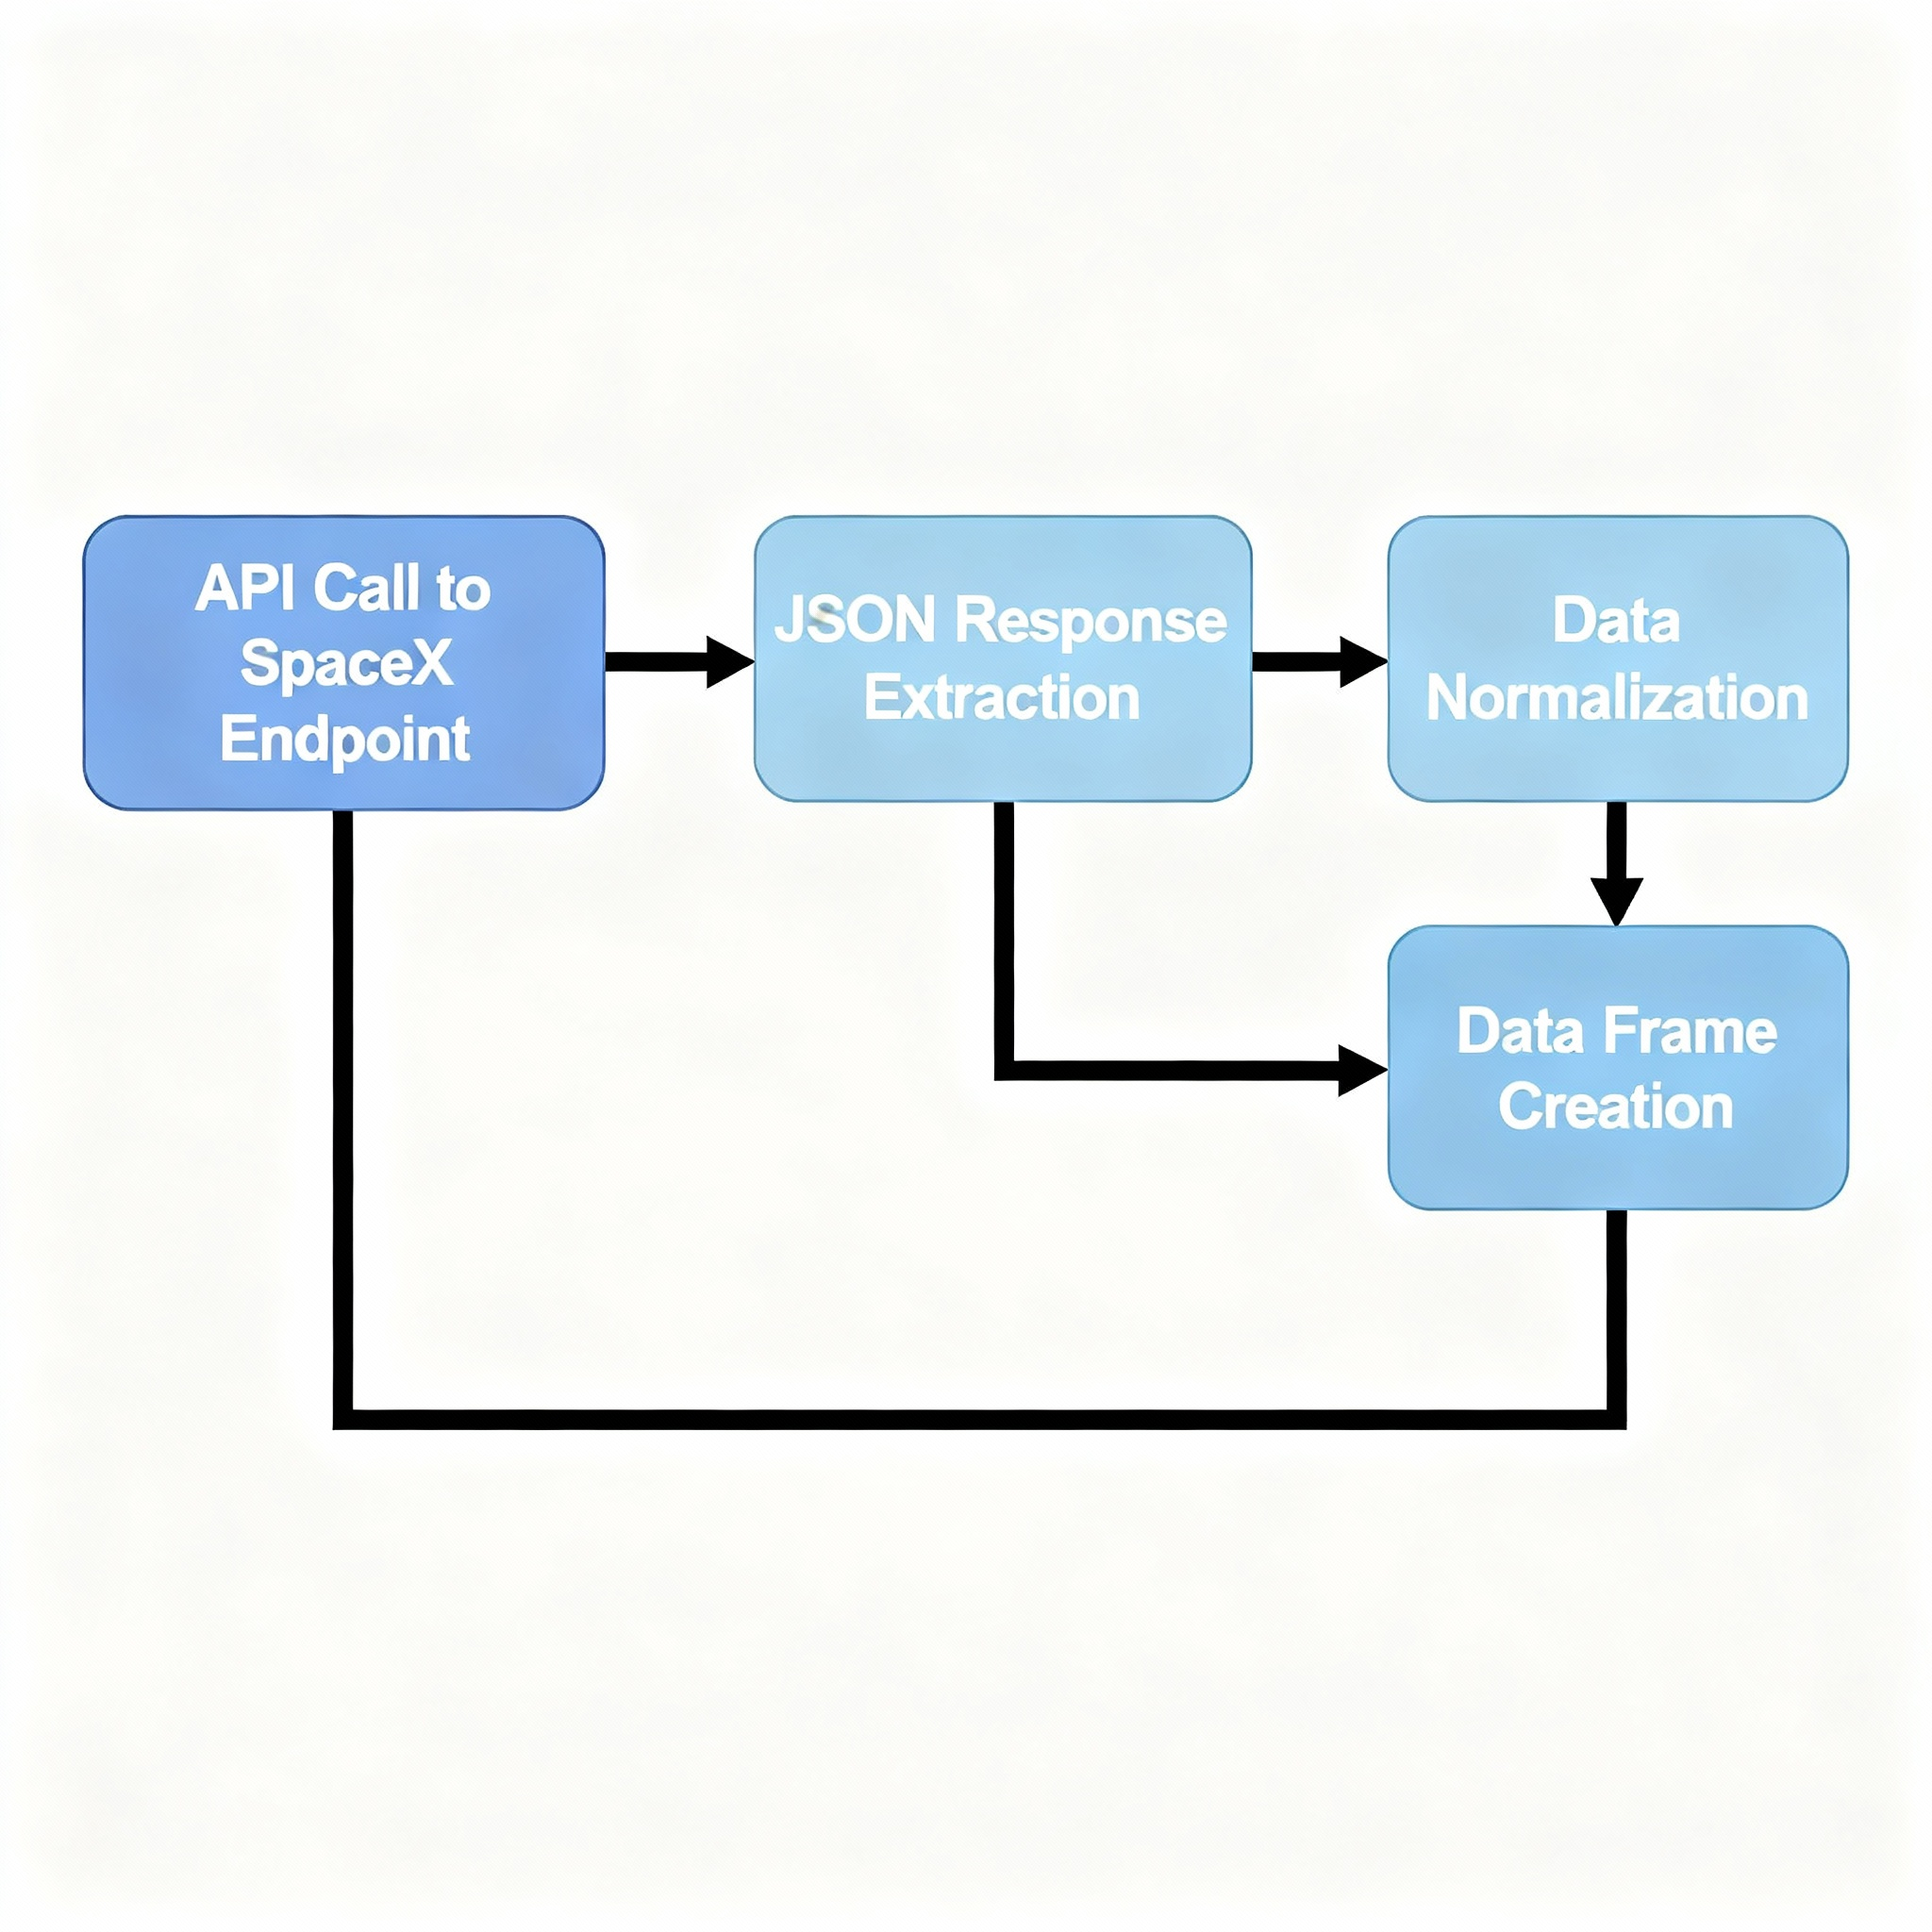 API Call to
SpaceX
Endpoint
JSON Response
Extraction
Data
Normalization
Data Frame
Creation